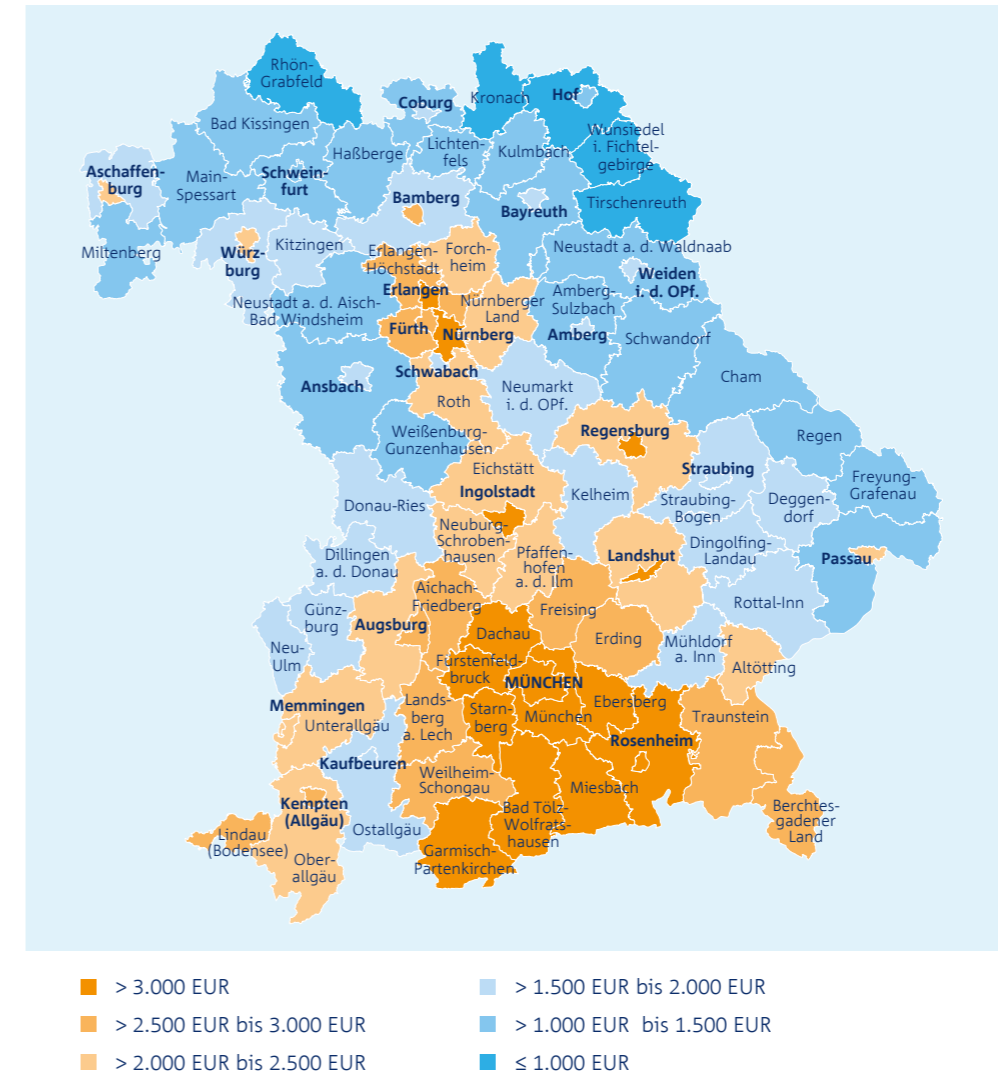 Rhön-
Grabfeld
Coburg
Kronach
Hof
Bad Kissingen
Wunsiedel
i. Fichtel-
gebirge
Lichten-
fels
Kulmbach
Haßberge
Aschaffen-
burg
Main-
Spessart
Schwein-
furt
Bamberg
Bayreuth
Tirschenreuth
Miltenberg
Würz-
burg
Kitzingen
Erlangen-
Höchstadt
Forch-
heim
Neustadt a. d. Waldnaab
Weiden
i. d. OPf.
Erlangen
Neustadt a. d. Aisch-
Bad Windsheim
Nürnberger
Land
Amberg-
Sulzbach
Fürth
Nürnberg
Amberg
Schwandorf
Ansbach
Schwabach
Roth
Neumarkt
i. d. OPf.
Cham
Weißenburg-
Gunzenhausen
Regensburg
Regen
Eichstätt
Ingolstadt
Kelheim
Straubing
Straubing-
Bogen
Deggen-
dorf
Freyung-
Grafenau
Donau-Ries
Neuburg-
Schroben-
hausen
Pfaffen-
hofen
a. d. Ilm
Landshut
Dingolfing-
Landau
Passau
Dillingen
a. d. Donau
Aichach-
Friedberg
Freising
Rottal-Inn
Günz-
burg
Augsburg
Dachau
Erding
Mühldorf
a. Inn
Altötting
Neu-
Ulm
Fürstenfeld-
bruck
MÜNCHEN
Memmingen
Unterallgäu
Lands-
berg
a. Lech
Starn-
berg
München
Ebersberg
Rosenheim
Traunstein
Kaufbeuren
Weilheim-
Schongau
Miesbach
Kempten
(Allgäu)
Ostallgäu
Bad Tölz-
Wolfrats-
hausen
Berchtes-
gadener
Land
Lindau
(Bodensee)
Ober-
allgäu
Garmisch-
Partenkirchen
> 3.000 EUR
> 2.500 EUR bis 3.000 EUR
> 2.000 EUR bis 2.500 EUR
> 1.500 EUR bis 2.000 EUR
> 1.000 EUR bis 1.500 EUR
≤ 1.000 EUR